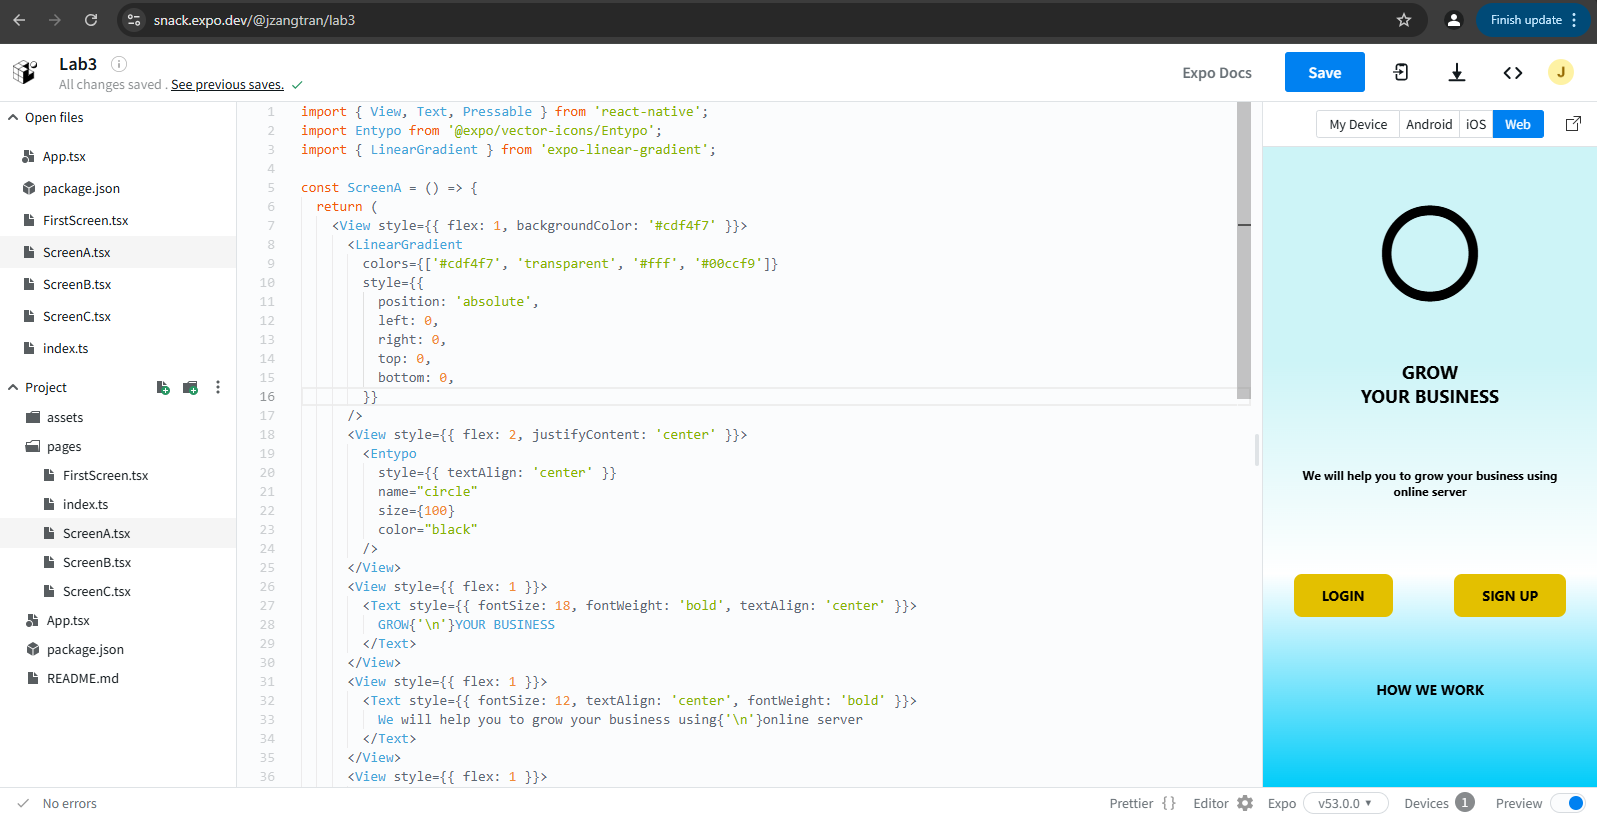 snack.expo.dev/@jzangtran/lab3
Finish update
Lab3
All changes saved . See previous saves.
Expo Docs
Save
J
Open files
App.tsx
package.json
FirstScreen.tsx
ScreenA.tsx
ScreenB.tsx
ScreenC.tsx
index.ts
Project
assets
pages
FirstScreen.tsx
index.ts
ScreenA.tsx
ScreenB.tsx
ScreenC.tsx
App.tsx
package.json
README.md
1 import { View, Text, Pressable } from 'react-native';
2 import Entypo from '@expo/vector-icons/Entypo';
3 import { LinearGradient } from 'expo-linear-gradient';
4
5 const ScreenA = () => {
6 return (
7 <View style={{ flex: 1, backgroundColor: '#cdf4f7' }}>
8 <LinearGradient
9 colors={['#cdf4f7', 'transparent', '#fff', '#00ccf9']}
10 style={{
11 position: 'absolute',
12 left: 0,
13 right: 0,
14 top: 0,
15 bottom: 0,
16 }}
17 />
18 <View style={{ flex: 2, justifyContent: 'center' }}>
19 <Entypo
20 style={{ textAlign: 'center' }}
21 name="circle"
22 size={100}
23 color="black"
24 />
25 </View>
26 <View style={{ flex: 1 }}>
27 <Text style={{ fontSize: 18, fontWeight: 'bold', textAlign: 'center' }}>
28 GROW{'\n'}YOUR BUSINESS
29 </Text>
30 </View>
31 <View style={{ flex: 1 }}>
32 <Text style={{ fontSize: 12, textAlign: 'center', fontWeight: 'bold' }}>
33 We will help you to grow your business using{'\n'}online server
34 </Text>
35 </View>
36 <View style={{ flex: 1 }}>
My Device
Android
iOS
Web
GROW
YOUR BUSINESS
We will help you to grow your business using
online server
LOGIN
SIGN UP
HOW WE WORK
No errors
Prettier { }
Editor
Expo
v53.0.0
Devices 1
Preview